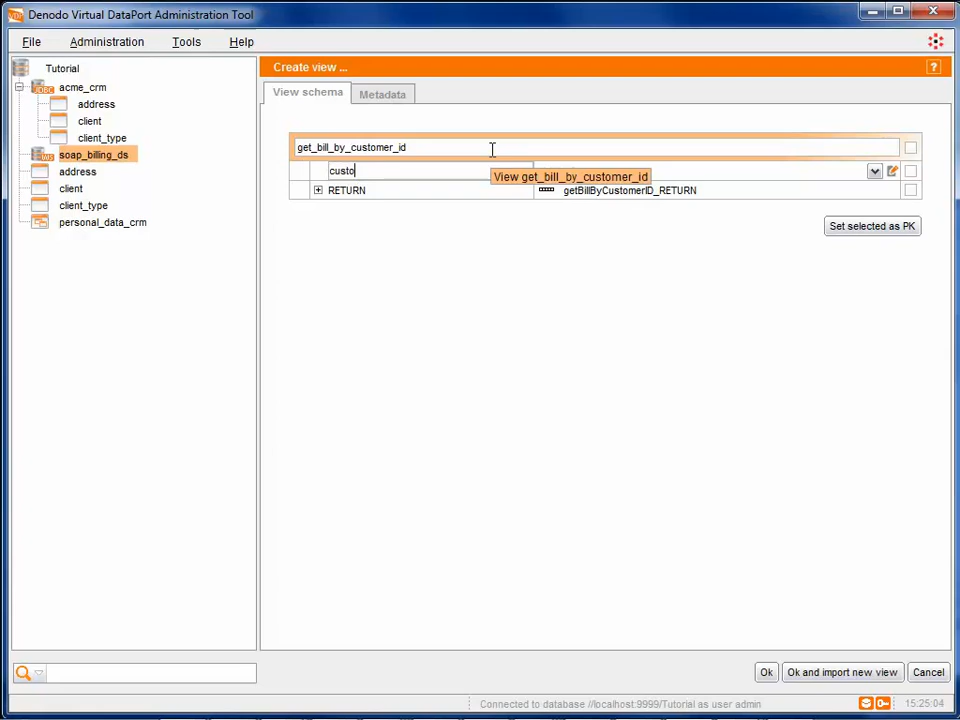 Denodo Virtual DataPort Administration Tool
File Administration Tools Help
Tutorial
acme_crm
address
client
client_type
soap_billing_ds
address
client
client_type
personal_data_crm
Create view ...
View schema Metadata
get_bill_by_customer_id
custo
View get_bill_by_customer_id
RETURN getBillByCustomerID_RETURN
Set selected as PK
Ok Ok and import new view Cancel
Connected to database //localhost:9999/Tutorial as user admin 15:25:04